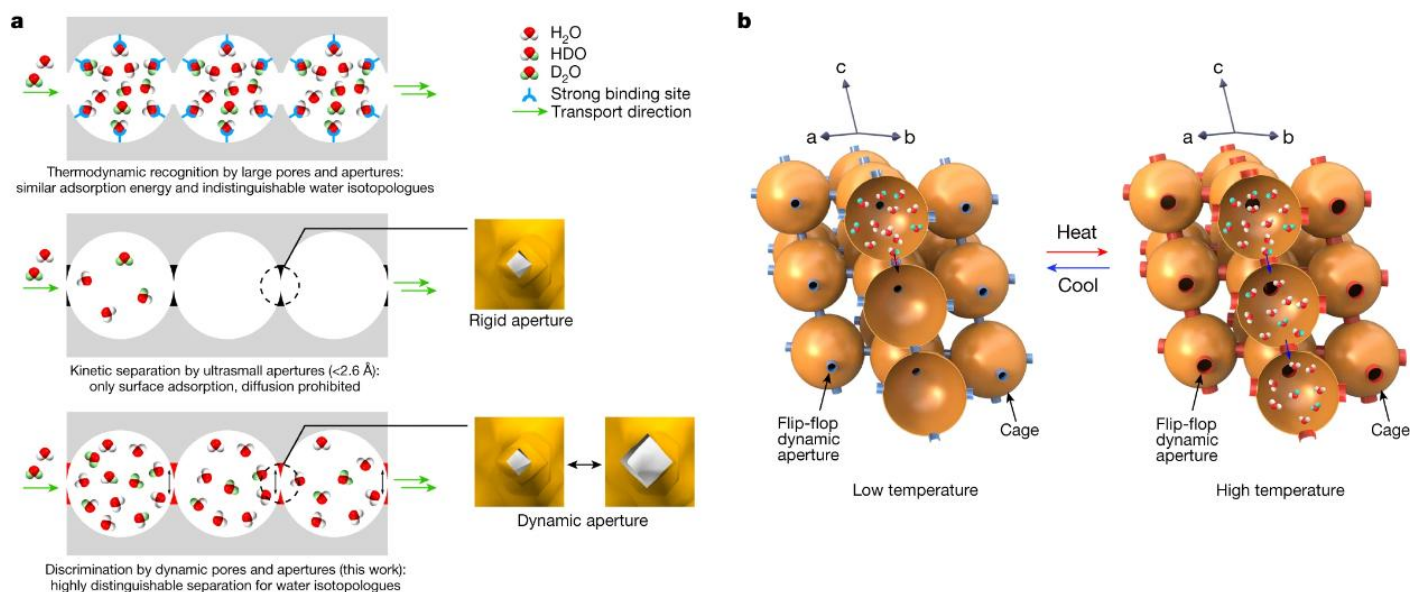 a
H₂O
HDO
D₂O
Strong binding site
Transport direction
Thermodynamic recognition by large pores and apertures:
similar adsorption energy and indistinguishable water isotopologues
Rigid aperture
Kinetic separation by ultrasmall apertures (<2.6 Å):
only surface adsorption, diffusion prohibited
Dynamic aperture
Discrimination by dynamic pores and apertures (this work):
highly distinguishable separation for water isotopologues
b
c
a
b
Flip-flop
dynamic
aperture
Cage
Low temperature
Heat
Cool
c
a
b
Flip-flop
dynamic
aperture
Cage
High temperature